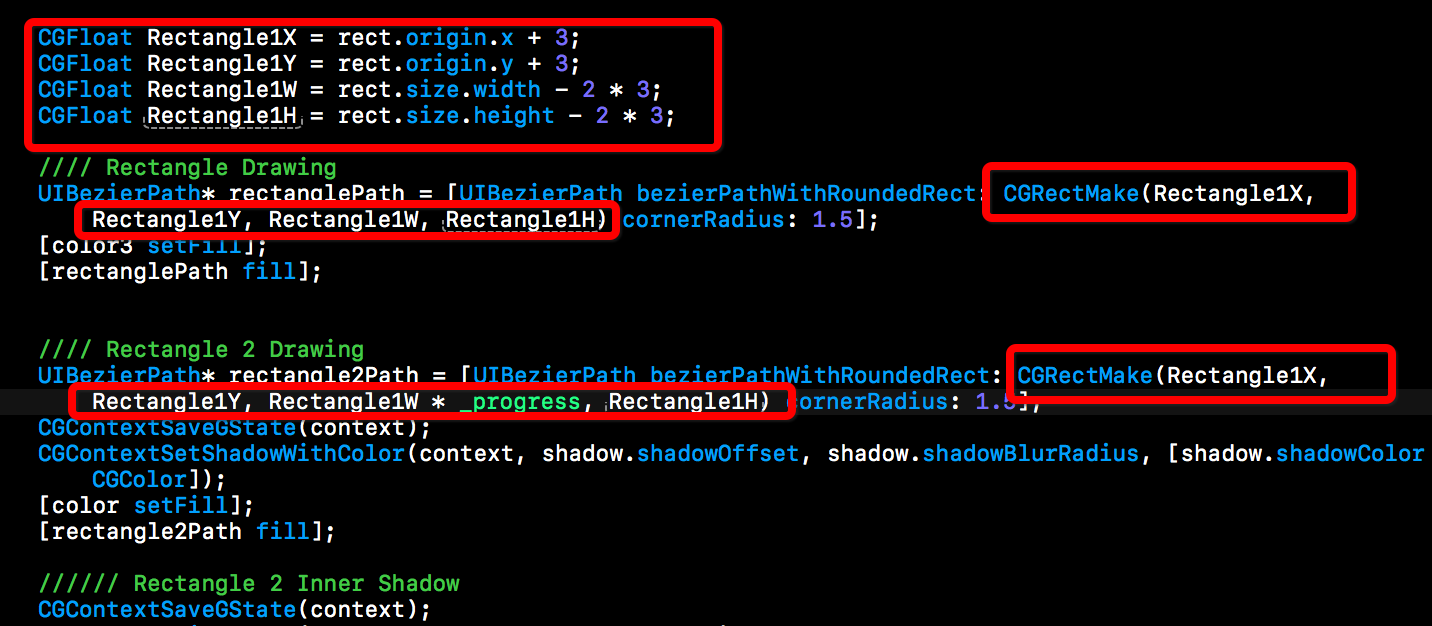 CGFloat Rectangle1X = rect.origin.x + 3;
CGFloat Rectangle1Y = rect.origin.y + 3;
CGFloat Rectangle1W = rect.size.width - 2 * 3;
CGFloat Rectangle1H = rect.size.height - 2 * 3;
//// Rectangle Drawing
UIBezierPath* rectanglePath = [UIBezierPath bezierPathWithRoundedRect: CGRectMake(Rectangle1X,
Rectangle1Y, Rectangle1W, Rectangle1H) cornerRadius: 1.5];
[color3 setFill];
[rectanglePath fill];
//// Rectangle 2 Drawing
UIBezierPath* rectangle2Path = [UIBezierPath bezierPathWithRoundedRect: CGRectMake(Rectangle1X,
Rectangle1Y, Rectangle1W * _progress, Rectangle1H) cornerRadius: 1.5];
CGContextSaveGState(context);
CGContextSetShadowWithColor(context, shadow.shadowOffset, shadow.shadowBlurRadius, [shadow.shadowColor
CGColor]);
[color setFill];
[rectangle2Path fill];
////// Rectangle 2 Inner Shadow
CGContextSaveGState(context);